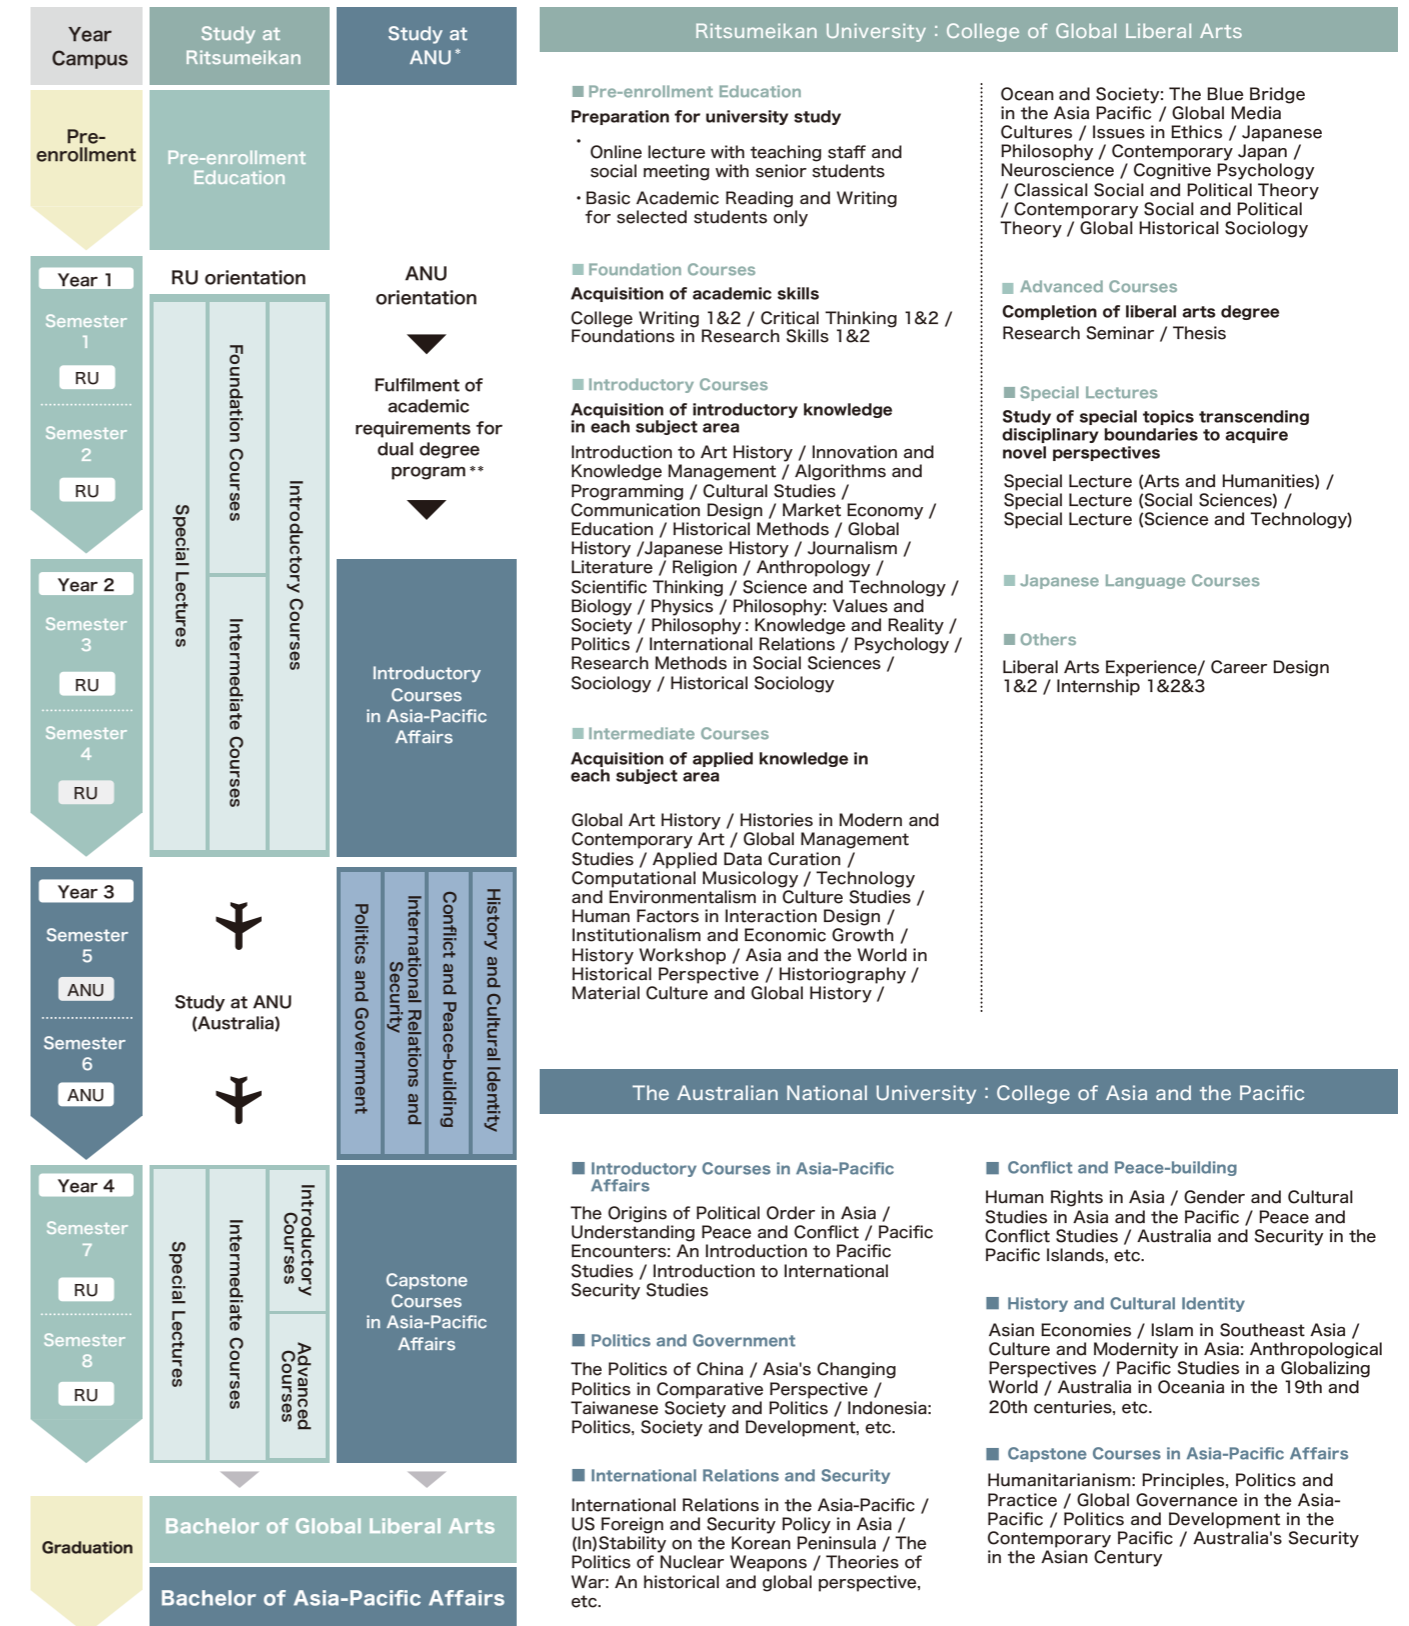 Year
Campus
Study at
Ritsumeikan
Study at
ANU*
Pre-
enrollment
Pre-enrollment
Education
Year 1
Semester
1
RU
Semester
2
RU
RU orientation
Special Lectures
Foundation Courses
Intermediate Courses
Introductory Courses
ANU
orientation
Fulfilment of
academic
requirements for
dual degree
program**
Year 2
Semester
3
RU
Semester
4
RU
Introductory
Courses
in Asia-Pacific
Affairs
Year 3
Semester
5
ANU
Semester
6
ANU
Study at ANU
(Australia)
Politics and Government
International Relations and
Security
Conflict and Peace-building
History and Cultural Identity
Year 4
Semester
7
RU
Semester
8
RU
Special Lectures
Intermediate Courses
Introductory
Courses
Advanced
Courses
Capstone
Courses
in Asia-Pacific
Affairs
Graduation
Bachelor of Global Liberal Arts
Bachelor of Asia-Pacific Affairs
Ritsumeikan University : College of Global Liberal Arts
■ Pre-enrollment Education
Preparation for university study
・
Online lecture with teaching staff and
social meeting with senior students
・Basic Academic Reading and Writing
for selected students only
■ Foundation Courses
Acquisition of academic skills
College Writing 1&2 / Critical Thinking 1&2 /
Foundations in Research Skills 1&2
■ Introductory Courses
Acquisition of introductory knowledge
in each subject area
Introduction to Art History / Innovation and
Knowledge Management / Algorithms and
Programming / Cultural Studies /
Communication Design / Market Economy /
Education / Historical Methods / Global
History /Japanese History / Journalism /
Literature / Religion / Anthropology /
Scientific Thinking / Science and Technology /
Biology / Physics / Philosophy: Values and
Society / Philosophy : Knowledge and Reality /
Politics / International Relations / Psychology /
Research Methods in Social Sciences /
Sociology / Historical Sociology
■ Intermediate Courses
Acquisition of applied knowledge in
each subject area
Global Art History / Histories in Modern and
Contemporary Art / Global Management
Studies / Applied Data Curation /
Computational Musicology / Technology
and Environmentalism in Culture Studies /
Human Factors in Interaction Design /
Institutionalism and Economic Growth /
History Workshop / Asia and the World in
Historical Perspective / Historiography /
Material Culture and Global History /
Ocean and Society: The Blue Bridge
in the Asia Pacific / Global Media
Cultures / Issues in Ethics / Japanese
Philosophy / Contemporary Japan /
Neuroscience / Cognitive Psychology
/ Classical Social and Political Theory
/ Contemporary Social and Political
Theory / Global Historical Sociology
■ Advanced Courses
Completion of liberal arts degree
Research Seminar / Thesis
■ Special Lectures
Study of special topics transcending
disciplinary boundaries to acquire
novel perspectives
Special Lecture (Arts and Humanities) /
Special Lecture (Social Sciences) /
Special Lecture (Science and Technology)
■ Japanese Language Courses
■ Others
Liberal Arts Experience/ Career Design
1&2 / Internship 1&2&3
The Australian National University : College of Asia and the Pacific
■ Introductory Courses in Asia-Pacific
Affairs
The Origins of Political Order in Asia /
Understanding Peace and Conflict / Pacific
Encounters: An Introduction to Pacific
Studies / Introduction to International
Security Studies
■ Politics and Government
The Politics of China / Asia's Changing
Politics in Comparative Perspective /
Taiwanese Society and Politics / Indonesia:
Politics, Society and Development, etc.
■ International Relations and Security
International Relations in the Asia-Pacific /
US Foreign and Security Policy in Asia /
(In)Stability on the Korean Peninsula / The
Politics of Nuclear Weapons / Theories of
War: An historical and global perspective,
etc.
■ Conflict and Peace-building
Human Rights in Asia / Gender and Cultural
Studies in Asia and the Pacific / Peace and
Conflict Studies / Australia and Security in the
Pacific Islands, etc.
■ History and Cultural Identity
Asian Economies / Islam in Southeast Asia /
Culture and Modernity in Asia: Anthropological
Perspectives / Pacific Studies in a Globalizing
World / Australia in Oceania in the 19th and
20th centuries, etc.
■ Capstone Courses in Asia-Pacific Affairs
Humanitarianism: Principles, Politics and
Practice / Global Governance in the Asia-
Pacific / Politics and Development in the
Contemporary Pacific / Australia's Security
in the Asian Century